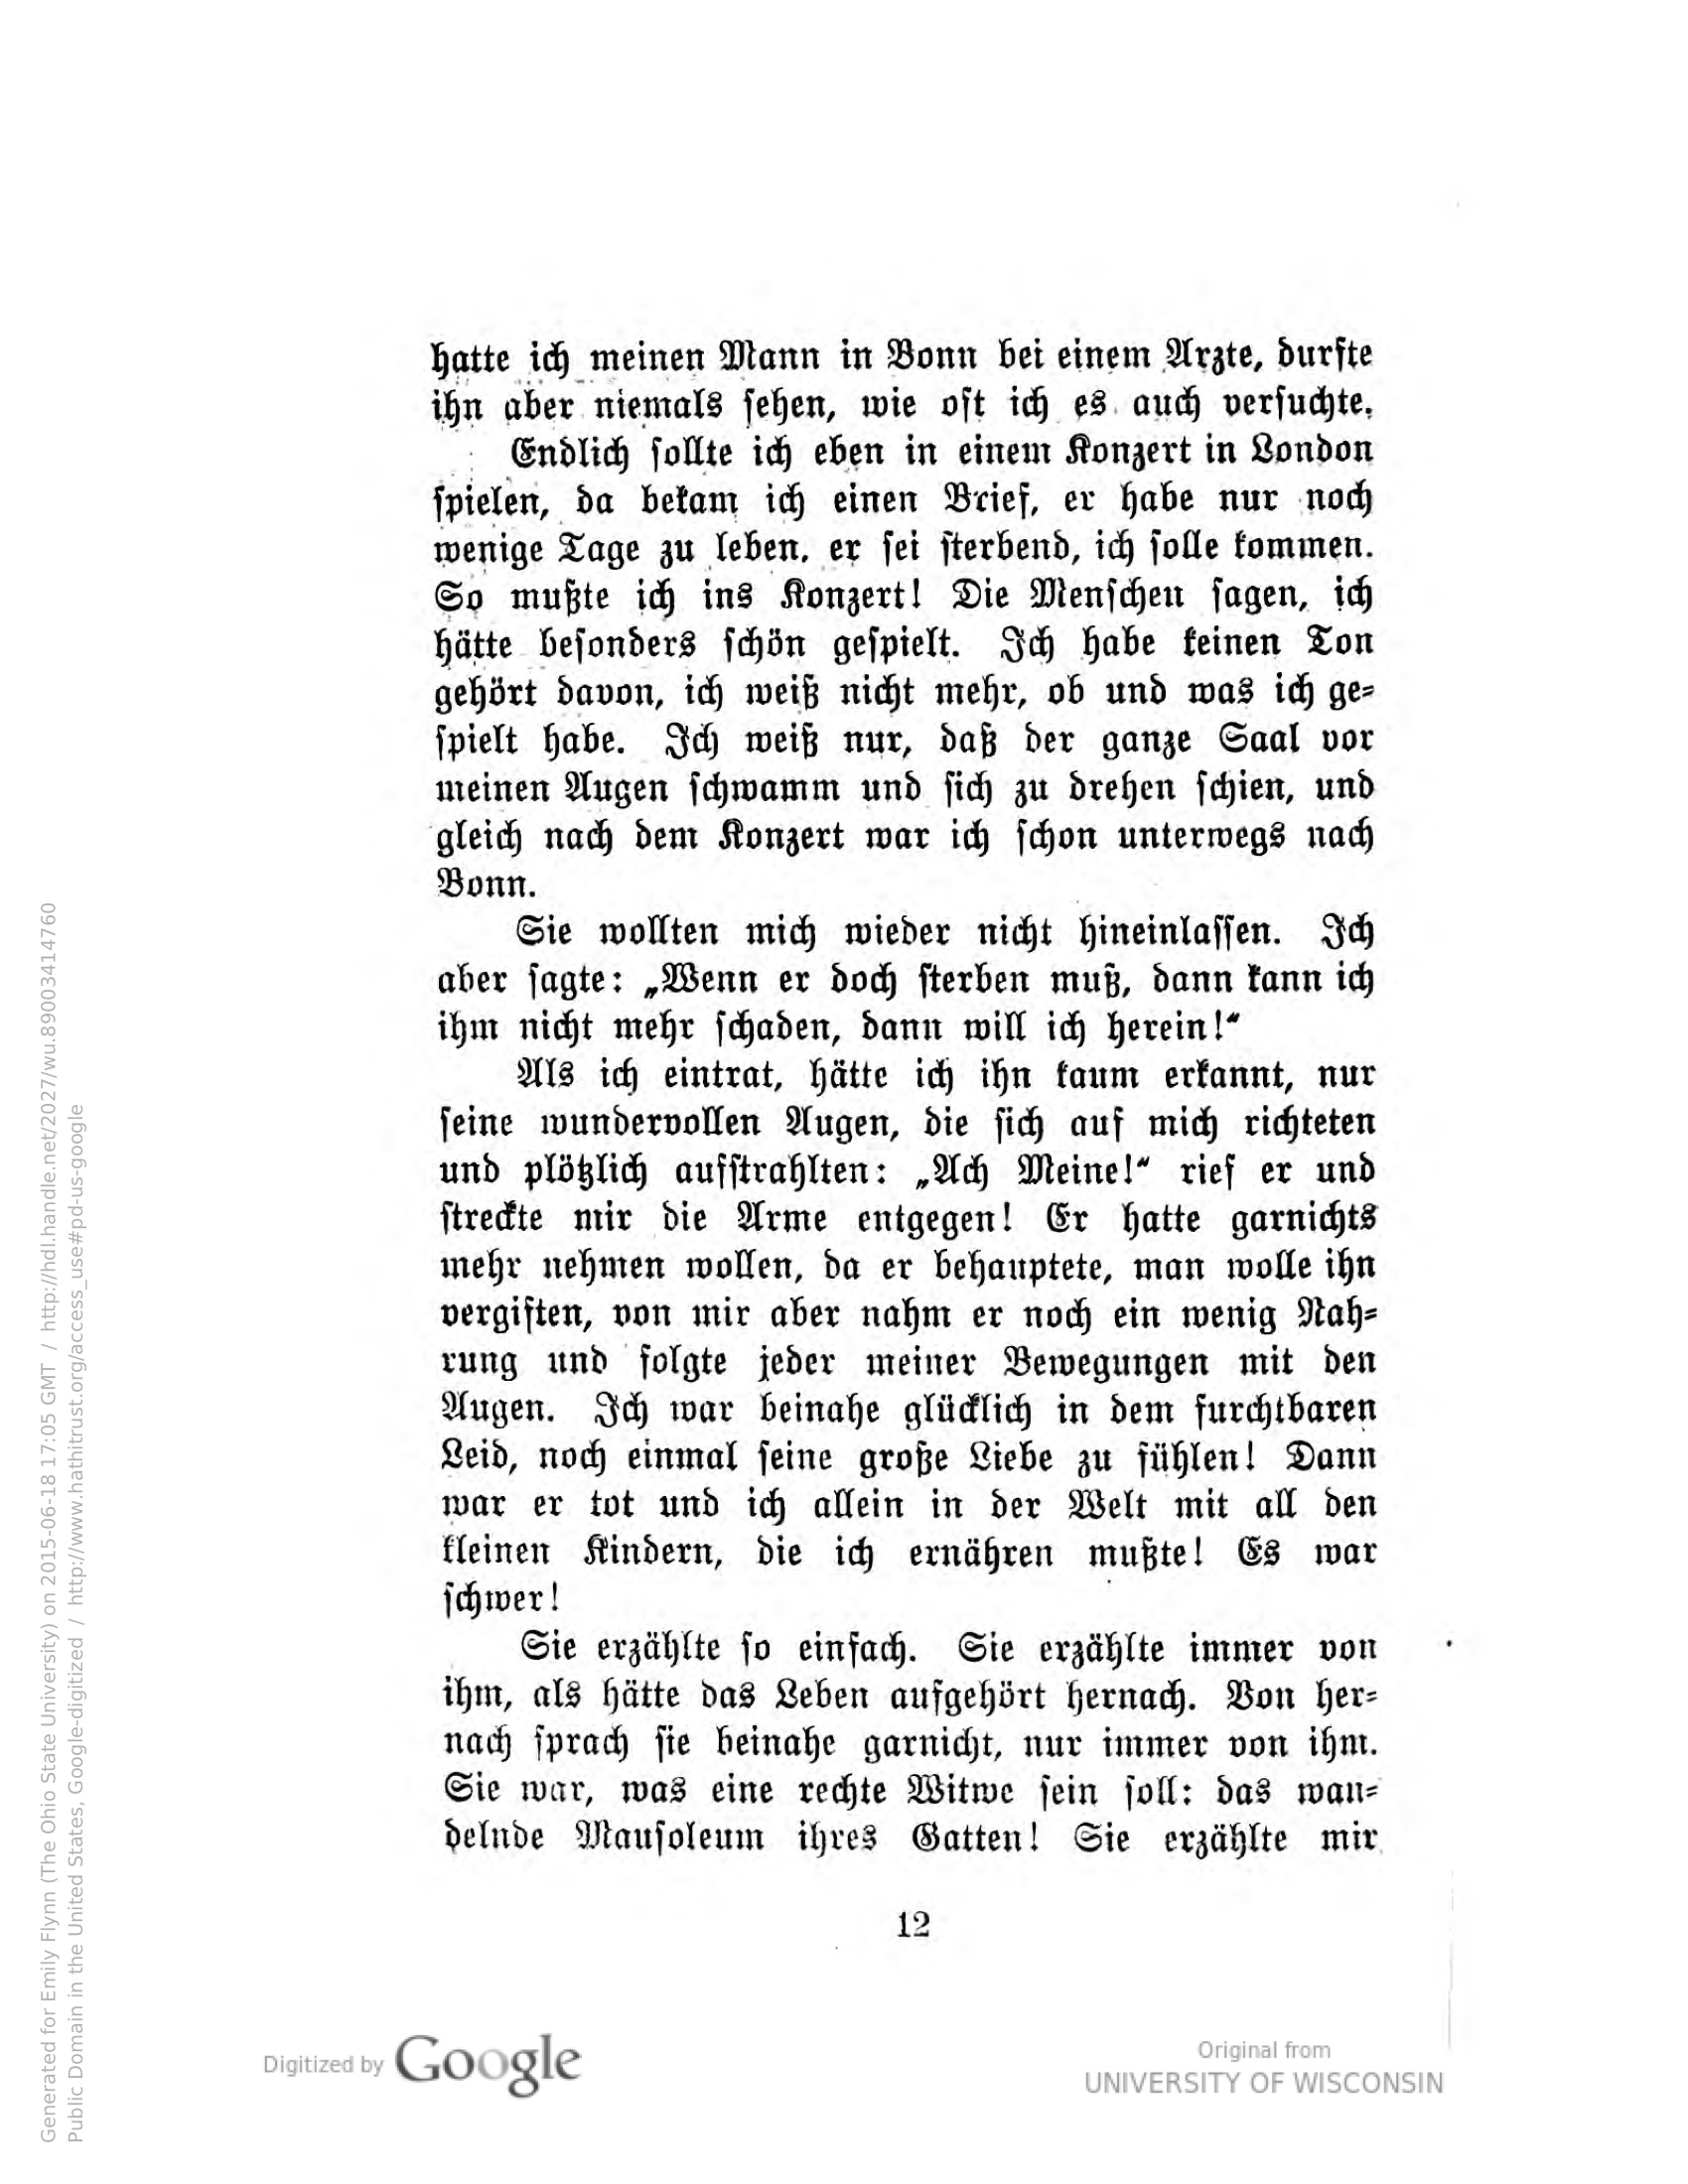 hatte ich meinen Mann in Bonn bei einem Arzte, durfte
ihn aber niemals sehen, wie oft ich es auch versuchte.
Endlich sollte ich eben in einem Konzert in London
spielen, da bekam ich einen Brief, er habe nur noch
wenige Tage zu leben, er sei sterbend, ich solle kommen.
So mußte ich ins Konzert! Die Menschen sagen, ich
hätte besonders schön gespielt. Ich habe keinen Ton
gehört davon, ich weiß nicht mehr, ob und was ich ge-
spielt habe. Ich weiß nur, daß der ganze Saal vor
meinen Augen schwamm und sich zu drehen schien, und
gleich nach dem Konzert war ich schon unterwegs nach
Bonn.
Sie wollten mich wieder nicht hineinlassen. Ich
aber sagte: „Wenn er doch sterben muß, dann kann ich
ihm nicht mehr schaden, dann will ich herein!“
Als ich eintrat, hätte ich ihn kaum erkannt, nur
seine wundervollen Augen, die sich auf mich richteten
und plötzlich aufstrahlten: „Ach Meine!“ rief er und
streckte mir die Arme entgegen! Er hatte garnichts
mehr nehmen wollen, da er behauptete, man wolle ihn
vergiften, von mir aber nahm er noch ein wenig Nah-
rung und folgte jeder meiner Bewegungen mit den
Augen. Ich war beinahe glücklich in dem furchtbaren
Leid, noch einmal seine große Liebe zu fühlen! Dann
war er tot und ich allein in der Welt mit all den
kleinen Kindern, die ich ernähren mußte! Es war
schwer!
Sie erzählte so einfach. Sie erzählte immer von
ihm, als hätte das Leben aufgehört hernach. Von her-
nach sprach sie beinahe garnicht, nur immer von ihm.
Sie war, was eine rechte Witwe sein soll: das wan-
delnde Mausoleum ihres Gatten! Sie erzählte mir
12
Digitized by Google
Original from
UNIVERSITY OF WISCONSIN
Generated for Emily Flynn (The Ohio State University) on 2015-06-18 17:05 GMT / http://hdl.handle.net/2027/wu.89003414760
Public Domain in the United States, Google-digitized / http://www.hathitrust.org/access_use#pd-us-google